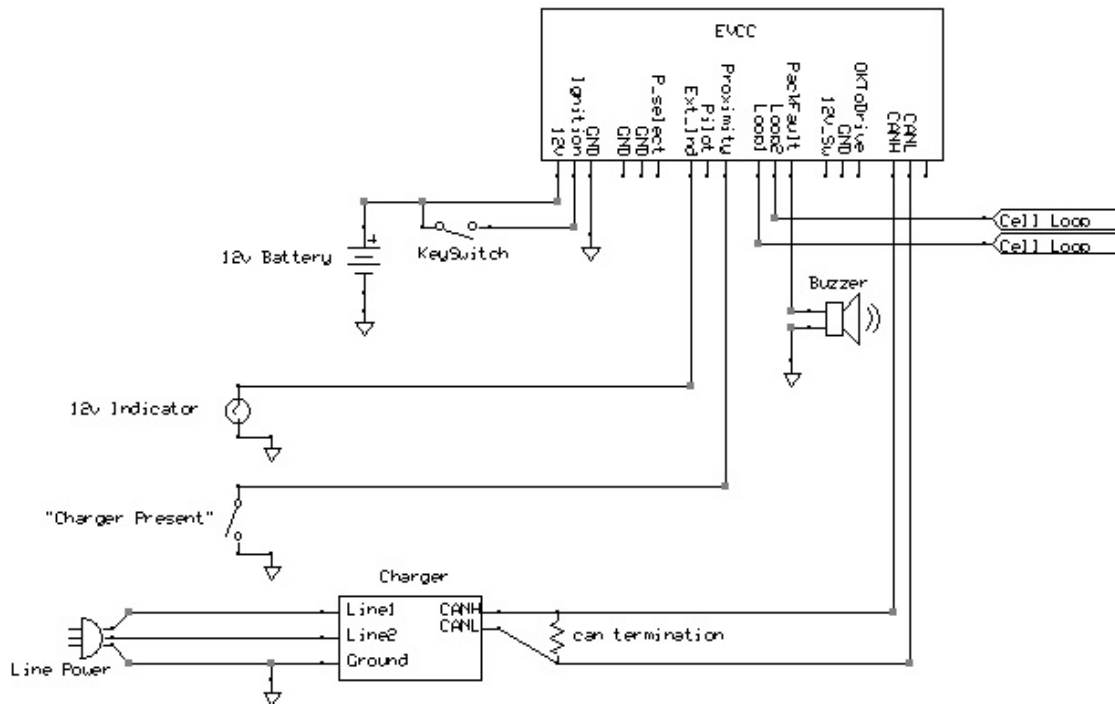 EVCC
12v
Ignition
GND
GND
GND
P_select
Ext_Ind
Pilot
Proximity
Loop1
Loop2
PackFault
12v_Sw
GND
OKToDrive
CANH
CANL
12v Battery
KeySwitch
Cell Loop
Cell Loop
Buzzer
12v Indicator
"Charger Present"
Charger
Line1
CANH
CANL
Line2
Ground
can termination
Line Power